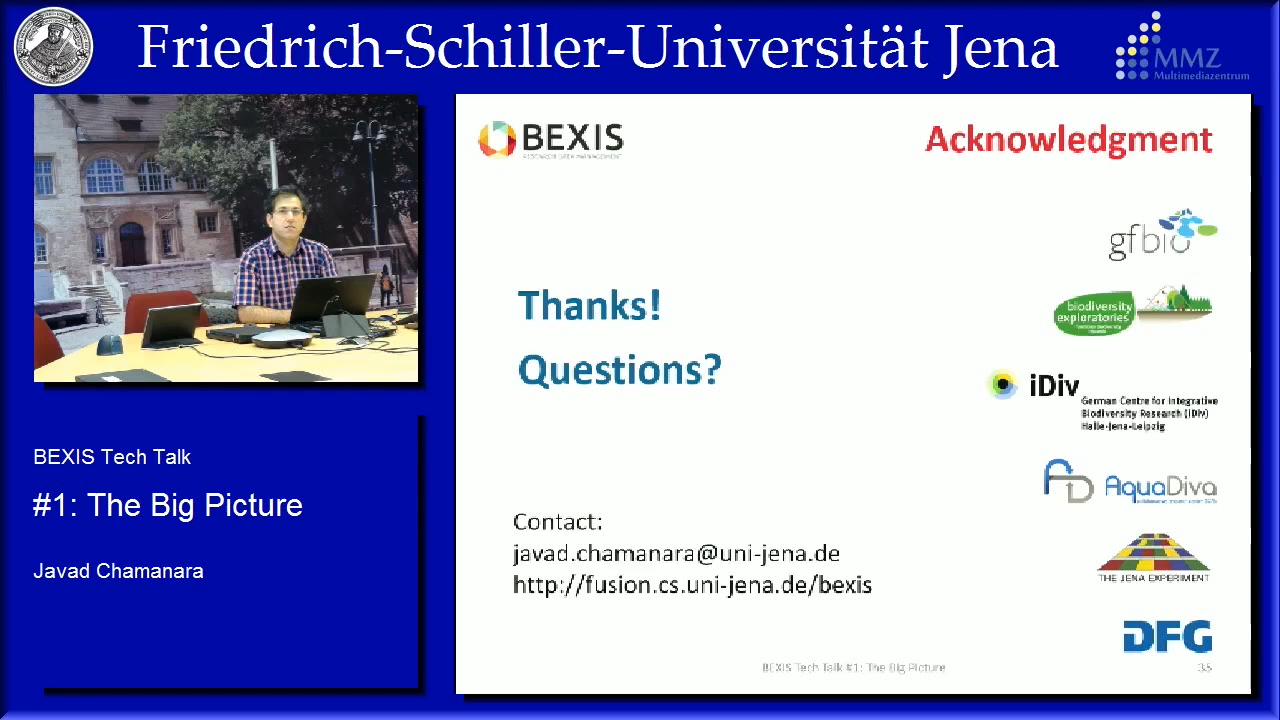 Friedrich-Schiller-Universität Jena
MMZ
Multimediazentrum
BEXIS Tech Talk
#1: The Big Picture
Javad Chamanara
BEXIS
RESEARCH DATA MANAGEMENT
Acknowledgment
gfbio
Thanks!
Questions?
biodiversity
exploratories
iDiv
German Centre for Integrative
Biodiversity Research (iDiv)
Halle-Jena-Leipzig
AquaDiva
Contact:
javad.chamanara@uni-jena.de
http://fusion.cs.uni-jena.de/bexis
THE JENA EXPERIMENT
DFG
BEXIS Tech Talk #1: The Big Picture
35